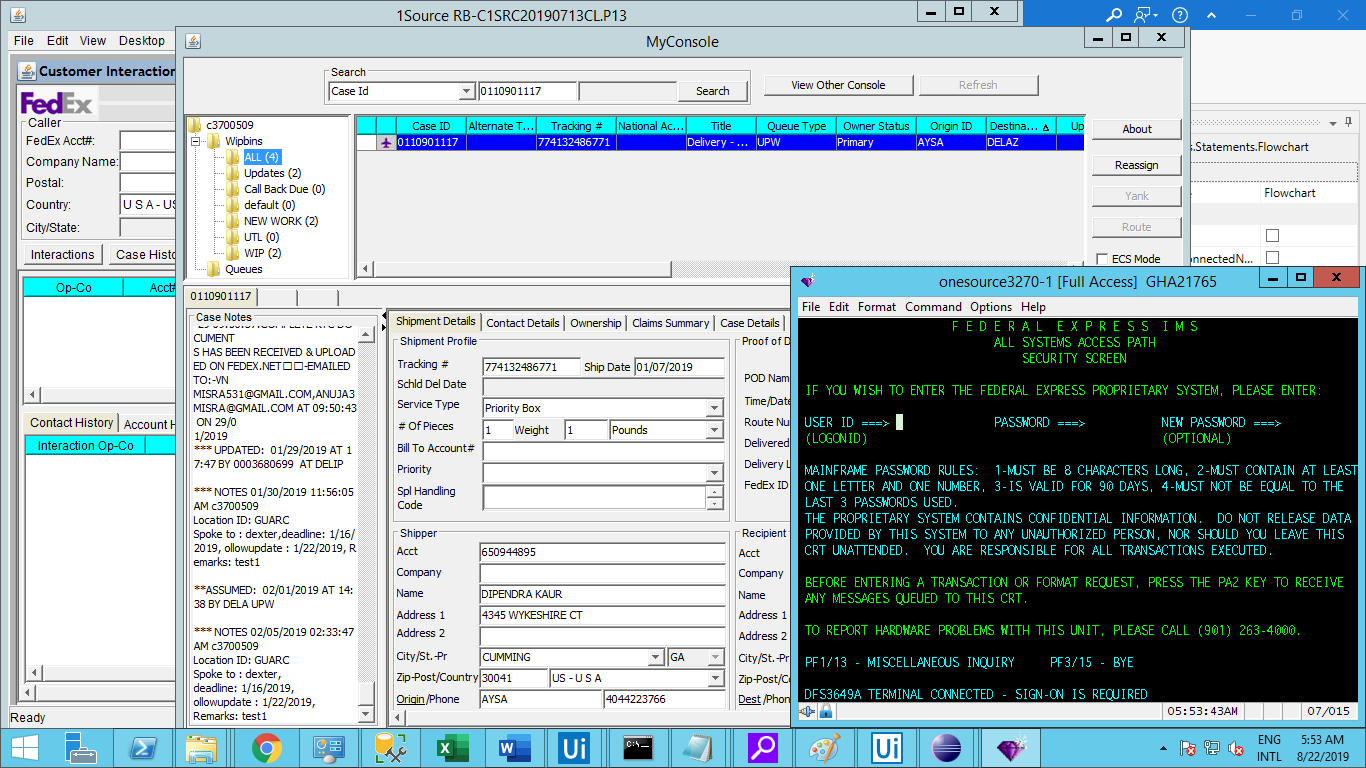 1Source RB-C1SRC20190713CL.P13
File Edit View Desktop
Customer Interaction
FedEx
Caller
FedEx Acct#:
Company Name:
Postal:
Country:
U S A - US
City/State:
Interactions
Case Histo
Op-Co
Acct#
Contact History
Account H
Interaction Op-Co
Ready
MyConsole
Search
Case Id
0110901117
Search
View Other Console
Refresh
c3700509
Wipbins
ALL (4)
Updates (2)
Call Back Due (0)
default (0)
NEW WORK (2)
UTL (0)
WIP (2)
Queues
Case ID Alternate T... Tracking # National Ac... Title Queue Type Owner Status Origin ID Destina... Up
0110901117 774132486771 Delivery - ... UPW Primary AYSA DELAZ
About
Reassign
Yank
Route
ECS Mode
0110901117
Case Notes
CUMENT
S HAS BEEN RECEIVED & UPLOAD
ED ON FEDEX.NET□□-EMAILED
TO:-VN
MISRA531@GMAIL.COM,ANUJA3
MISRA@GMAIL.COM AT 09:50:43
ON 29/0
1/2019
*** UPDATED: 01/29/2019 AT 1
7:47 BY 0003680699 AT DELIP
*** NOTES 01/30/2019 11:56:05
AM c3700509
Location ID: GUARC
Spoke to : dexter,deadline: 1/16/
2019, ollowupdate : 1/22/2019, R
emarks: test1
**ASSUMED: 02/01/2019 AT 14:
38 BY DELA UPW
*** NOTES 02/05/2019 02:33:47
AM c3700509
Location ID: GUARC
Spoke to : dexter,
deadline: 1/16/2019,
ollowupdate : 1/22/2019,
Remarks: test1
Shipment Details Contact Details Ownership Claims Summary Case Details
Shipment Profile
Tracking # 774132486771 Ship Date 01/07/2019
Schld Del Date
Service Type Priority Box
# Of Pieces 1 Weight 1 Pounds
Bill To Account#
Priority
Spl Handling
Code
Proof of D
POD Nam
Time/Date
Route Nu
Delivered
Delivery L
FedEx ID
Shipper
Acct 650944895
Company
Name DIPENDRA KAUR
Address 1 4345 WYKESHIRE CT
Address 2
City/St.-Pr CUMMING GA
Zip-Post/Country 30041 US - U S A
Origin/Phone AYSA 4044223766
Recipient
Acct
Company
Name
Address 1
Address 2
City/St.-P
Zip-Post/
Dest /Phon
s.Statements.Flowchart
Flowchart
nnectedN...
onesource3270-1 [Full Access] GHA21765
File Edit Format Command Options Help
F E D E R A L E X P R E S S I M S
ALL SYSTEMS ACCESS PATH
SECURITY SCREEN
IF YOU WISH TO ENTER THE FEDERAL EXPRESS PROPRIETARY SYSTEM, PLEASE ENTER:
USER ID ===> PASSWORD ===> NEW PASSWORD ===>
(LOGONID) (OPTIONAL)
MAINFRAME PASSWORD RULES: 1-MUST BE 8 CHARACTERS LONG, 2-MUST CONTAIN AT LEAST
ONE LETTER AND ONE NUMBER, 3-IS VALID FOR 90 DAYS, 4-MUST NOT BE EQUAL TO THE
LAST 3 PASSWORDS USED.
THE PROPRIETARY SYSTEM CONTAINS CONFIDENTIAL INFORMATION. DO NOT RELEASE DATA
PROVIDED BY THIS SYSTEM TO ANY UNAUTHORIZED PERSON, NOR SHOULD YOU LEAVE THIS
CRT UNATTENDED. YOU ARE RESPONSIBLE FOR ALL TRANSACTIONS EXECUTED.
BEFORE ENTERING A TRANSACTION OR FORMAT REQUEST, PRESS THE PA2 KEY TO RECEIVE
ANY MESSAGES QUEUED TO THIS CRT.
TO REPORT HARDWARE PROBLEMS WITH THIS UNIT, PLEASE CALL (901) 263-4000.
PF1/13 - MISCELLANEOUS INQUIRY PF3/15 - BYE
DFS3649A TERMINAL CONNECTED - SIGN-ON IS REQUIRED
05:53:43AM 07/015
Ui
Ui
ENG
INTL
5:53 AM
8/22/2019